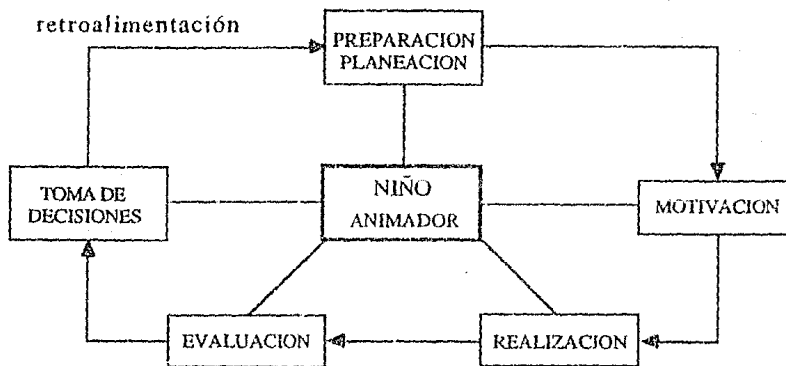 retroalimentación
PREPARACION
PLANEACION
TOMA DE
DECISIONES
NIÑO
ANIMADOR
MOTIVACION
EVALUACION
REALIZACION